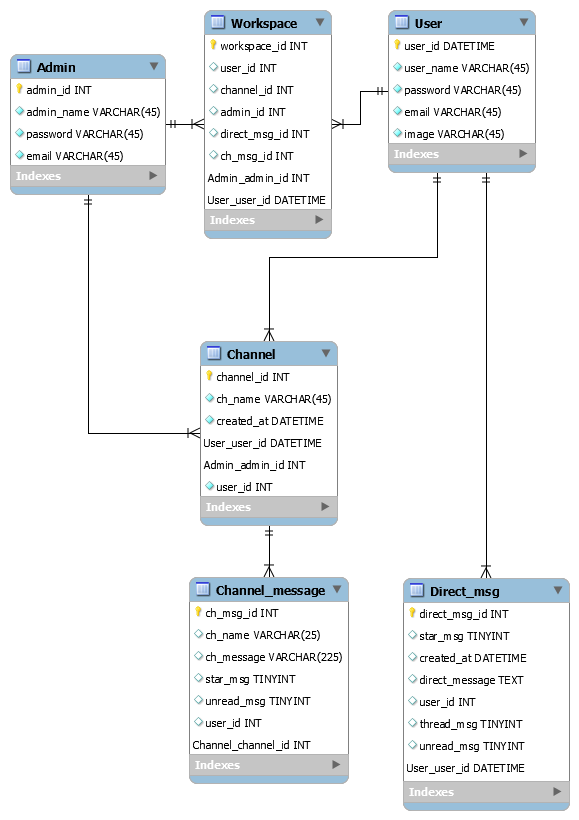 Admin
admin_id INT
admin_name VARCHAR(45)
password VARCHAR(45)
email VARCHAR(45)
Indexes
Workspace
workspace_id INT
user_id INT
channel_id INT
admin_id INT
direct_msg_id INT
ch_msg_id INT
Admin_admin_id INT
User_user_id DATETIME
Indexes
User
user_id DATETIME
user_name VARCHAR(45)
password VARCHAR(45)
email VARCHAR(45)
image VARCHAR(45)
Indexes
Channel
channel_id INT
ch_name VARCHAR(45)
created_at DATETIME
User_user_id DATETIME
Admin_admin_id INT
user_id INT
Indexes
Channel_message
ch_msg_id INT
ch_name VARCHAR(25)
ch_message VARCHAR(225)
star_msg TINYINT
unread_msg TINYINT
user_id INT
Channel_channel_id INT
Indexes
Direct_msg
direct_msg_id INT
star_msg TINYINT
created_at DATETIME
direct_message TEXT
user_id INT
thread_msg TINYINT
unread_msg TINYINT
User_user_id DATETIME
Indexes